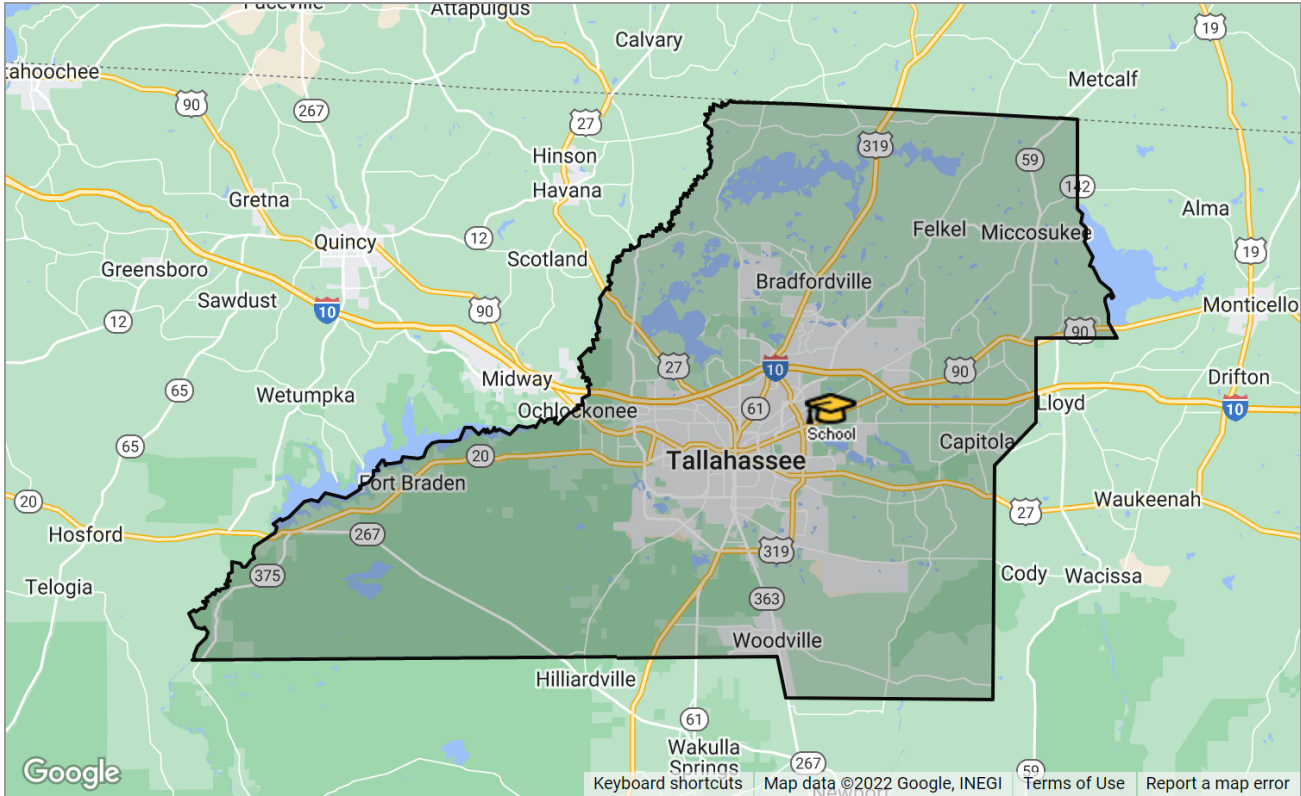 Faceville
Attapulgus
Calvary
19
tahoochee
Metcalf
90
267
27
319
59
Hinson
Havana
142
Gretna
Alma
Felkel
Miccosukee
Quincy
12
19
Scotland
Greensboro
Bradfordville
Sawdust
10
90
Monticello
12
90
27
10
90
Midway
Drifton
65
Wetumpka
Ochlockonee
61
Lloyd
10
School
65
Capitola
20
Tallahassee
Fort Braden
20
Waukeenah
27
Hosford
267
319
375
Cody
Wacissa
Telogia
363
Woodville
Hilliardville
61
Wakulla
Springs
267
59
Google
Keyboard shortcuts
Map data ©2022 Google, INEGI
Terms of Use
Report a map error
Newport